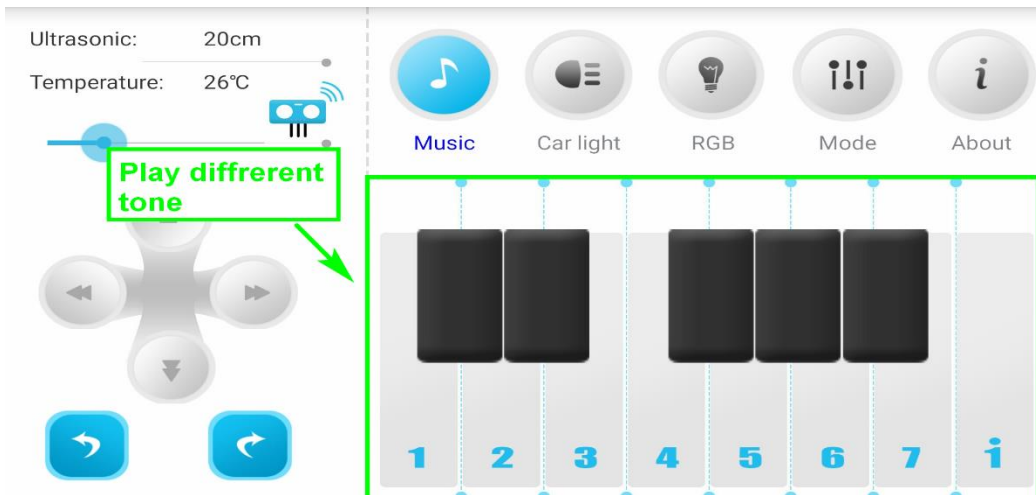 Ultrasonic: 20cm
Temperature: 26℃
Play diffrerent
tone
Music Car light RGB Mode About
1 2 3 4 5 6 7 i